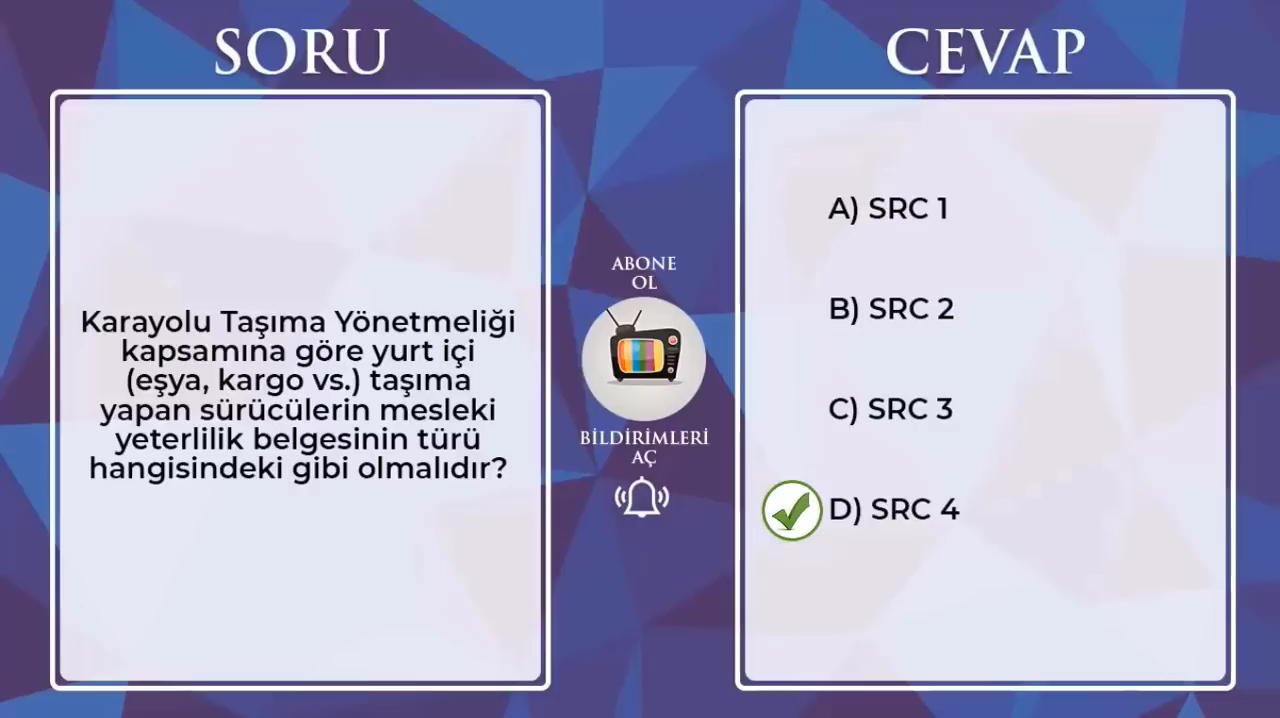 SORU
Karayolu Taşıma Yönetmeliği
kapsamına göre yurt içi
(eşya, kargo vs.) taşıma
yapan sürücülerin mesleki
yeterlilik belgesinin türü
hangisindeki gibi olmalıdır?
ABONE
OL
BİLDİRİMLERİ
AÇ
CEVAP
A) SRC 1
B) SRC 2
C) SRC 3
D) SRC 4